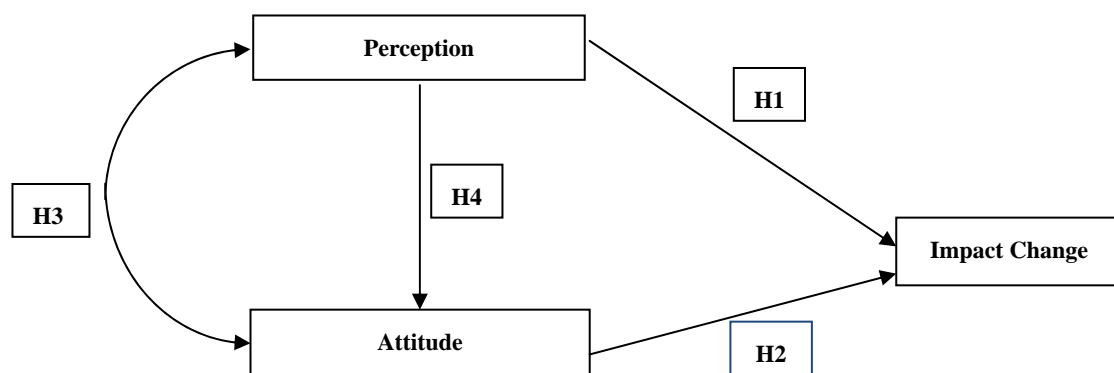 Perception
H1
H4
H3
Impact Change
Attitude
H2